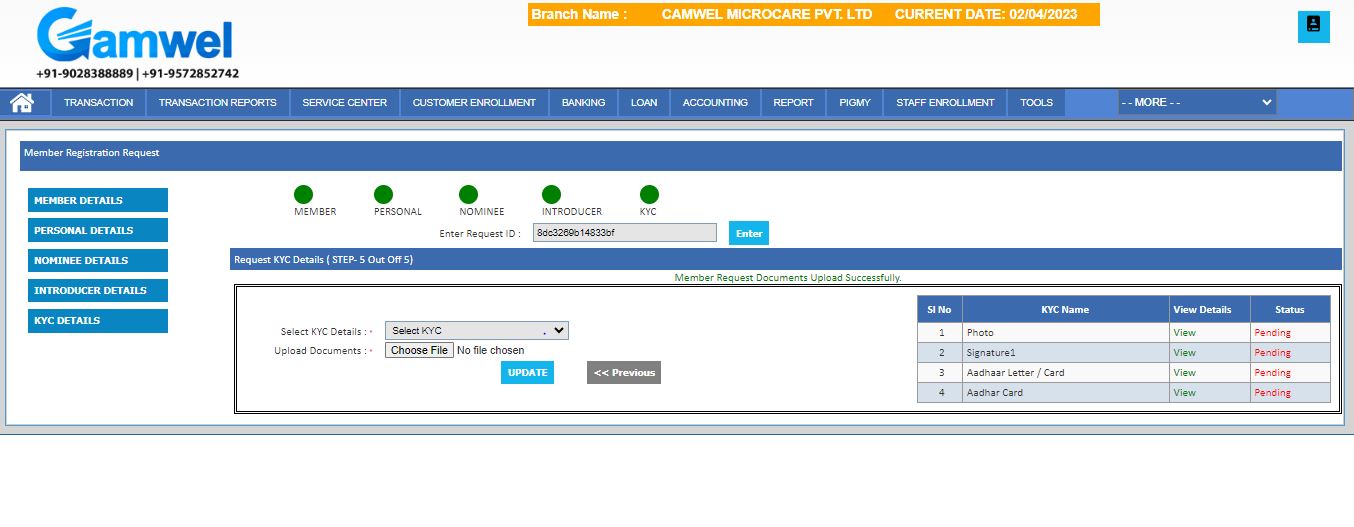 Branch Name : CAMWEL MICROCARE PVT. LTD CURRENT DATE: 02/04/2023
Camwel
+91-9028388889 | +91-9572852742
TRANSACTION TRANSACTION REPORTS SERVICE CENTER CUSTOMER ENROLLMENT BANKING LOAN ACCOUNTING REPORT PIGMY STAFF ENROLLMENT TOOLS - - MORE - -
Member Registration Request
MEMBER DETAILS
PERSONAL DETAILS
NOMINEE DETAILS
INTRODUCER DETAILS
KYC DETAILS
MEMBER PERSONAL NOMINEE INTRODUCER KYC
Enter Request ID : 8dc3269b14833bf Enter
Request KYC Details ( STEP- 5 Out Off 5)
Member Request Documents Upload Successfully.
Select KYC Details : * Select KYC
Upload Documents : * Choose File No file chosen
UPDATE << Previous
Sl No KYC Name View Details Status
1 Photo View Pending
2 Signature1 View Pending
3 Aadhaar Letter / Card View Pending
4 Aadhar Card View Pending